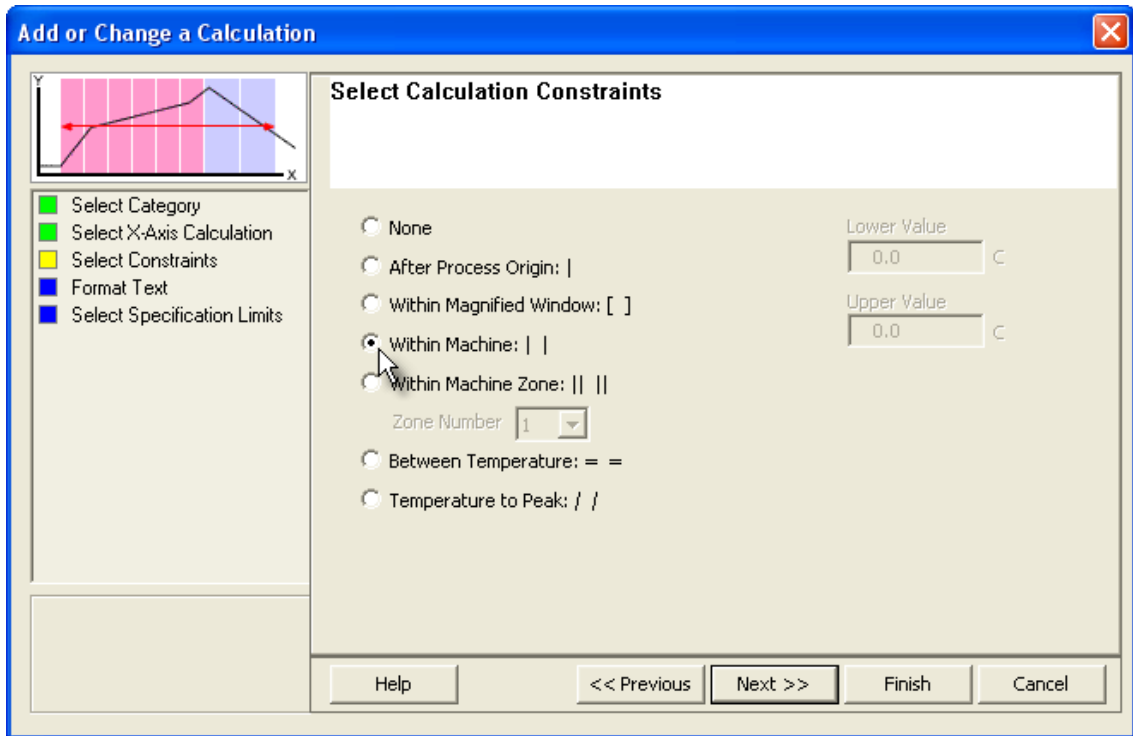 Add or Change a Calculation
Y
X
Select Category
Select X-Axis Calculation
Select Constraints
Format Text
Select Specification Limits
Select Calculation Constraints
None
After Process Origin: |
Within Magnified Window: [ ]
Within Machine: | |
Within Machine Zone: || ||
Zone Number 1
Between Temperature: = =
Temperature to Peak: / /
Lower Value
0.0 C
Upper Value
0.0 C
Help
<< Previous
Next >>
Finish
Cancel